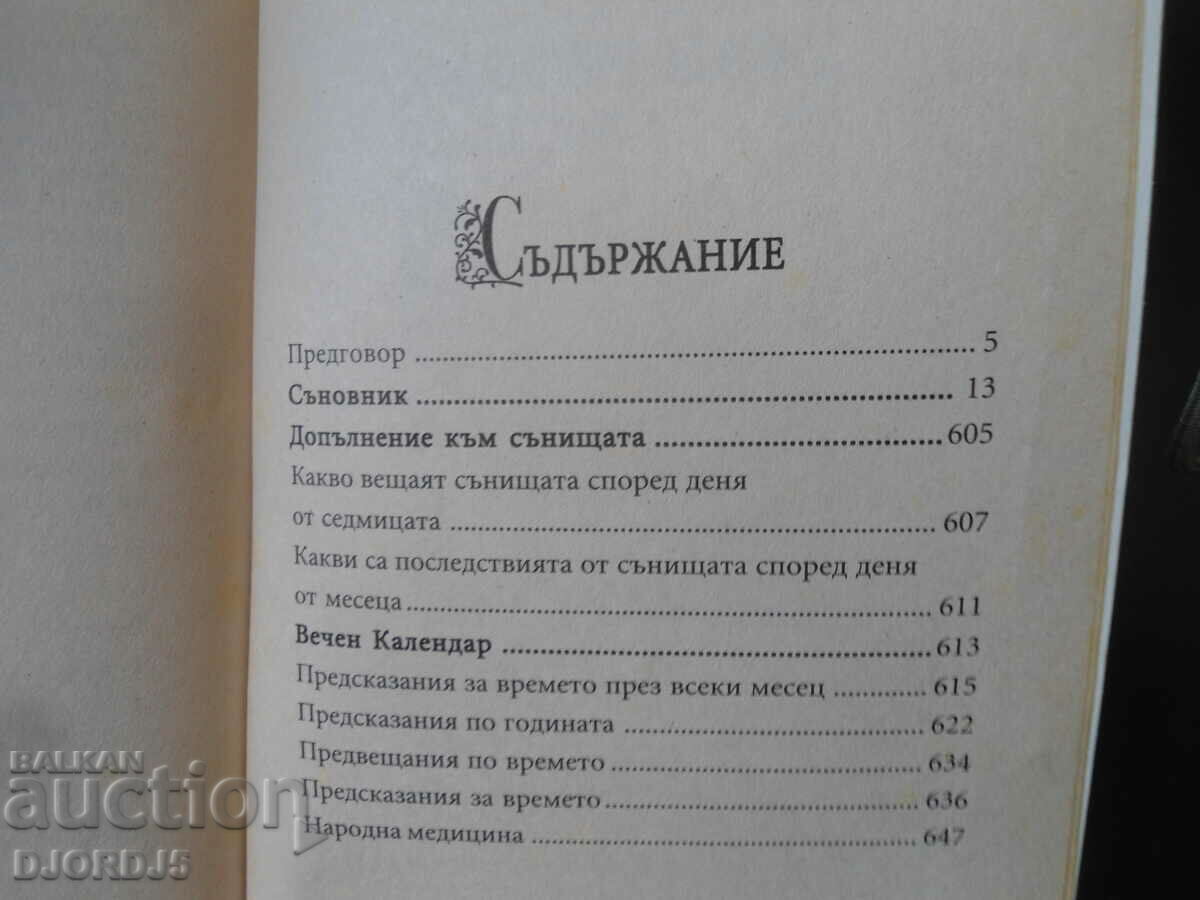 СЪДЪРЖАНИЕ
Предговор ........ 5
Съновник ........ 13
Допълнение към сънищата ........ 605
Какво вещаят сънищата според деня
от седмицата ........ 607
Какви са последствията от сънищата според деня
от месеца ........ 611
Вечен Календар ........ 613
Предсказания за времето през всеки месец ........ 615
Предсказания по годината ........ 622
Предвещания по времето ........ 634
Предсказания за времето ........ 636
Народна медицина ........ 647
BALKAN
auction
DJORDJ5